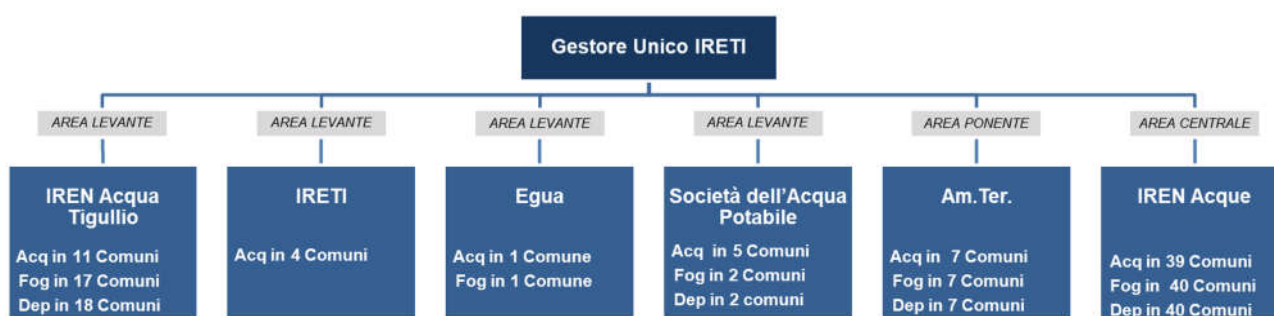 Gestore Unico IRETI
AREA LEVANTE
AREA LEVANTE
AREA LEVANTE
AREA LEVANTE
AREA PONENTE
AREA CENTRALE
IREN Acqua
Tigullio
Acq in 11 Comuni
Fog in 17 Comuni
Dep in 18 Comuni
IRETI
Acq in 4 Comuni
Egua
Acq in 1 Comune
Fog in 1 Comune
Società dell'Acqua
Potabile
Acq in 5 Comuni
Fog in 2 Comuni
Dep in 2 comuni
Am.Ter.
Acq in 7 Comuni
Fog in 7 Comuni
Dep in 7 Comuni
IREN Acque
Acq in 39 Comuni
Fog in 40 Comuni
Dep in 40 Comuni